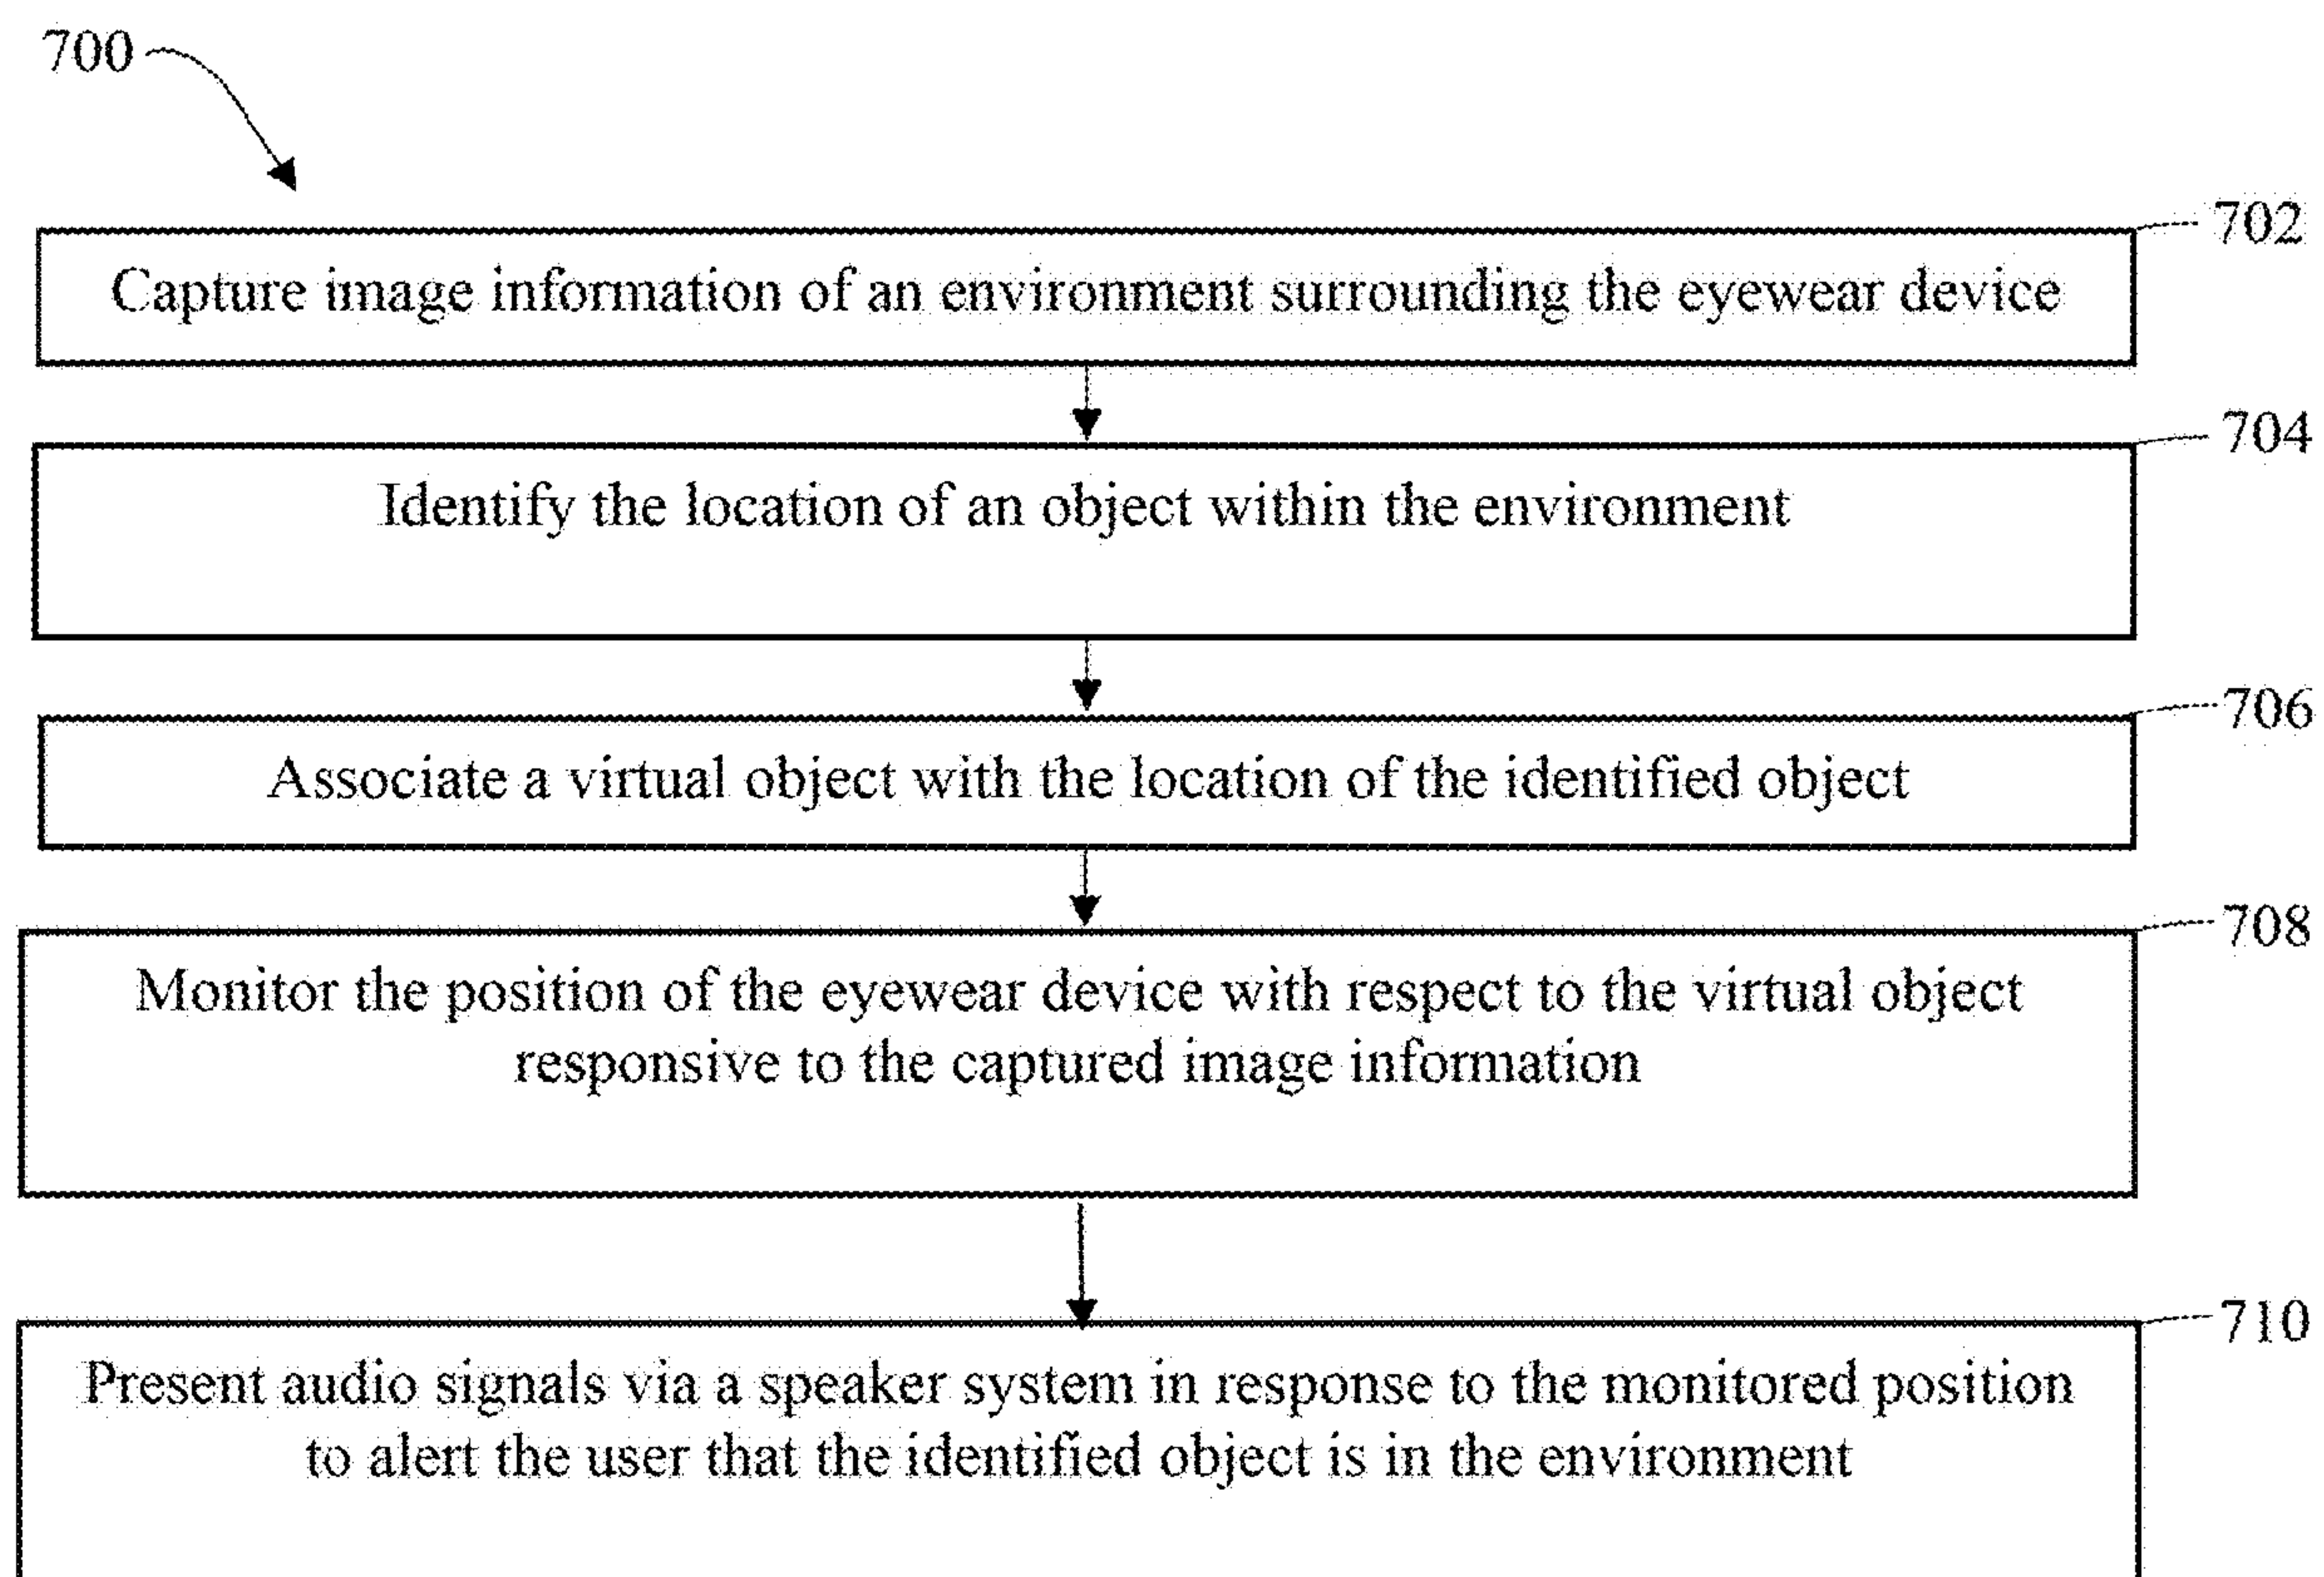 700
702
Capture image information of an environment surrounding the eyewear device
704
Identify the location of an object within the environment
706
Associate a virtual object with the location of the identified object
708
Monitor the position of the eyewear device with respect to the virtual object
responsive to the captured image information
710
Present audio signals via a speaker system in response to the monitored position
to alert the user that the identified object is in the environment